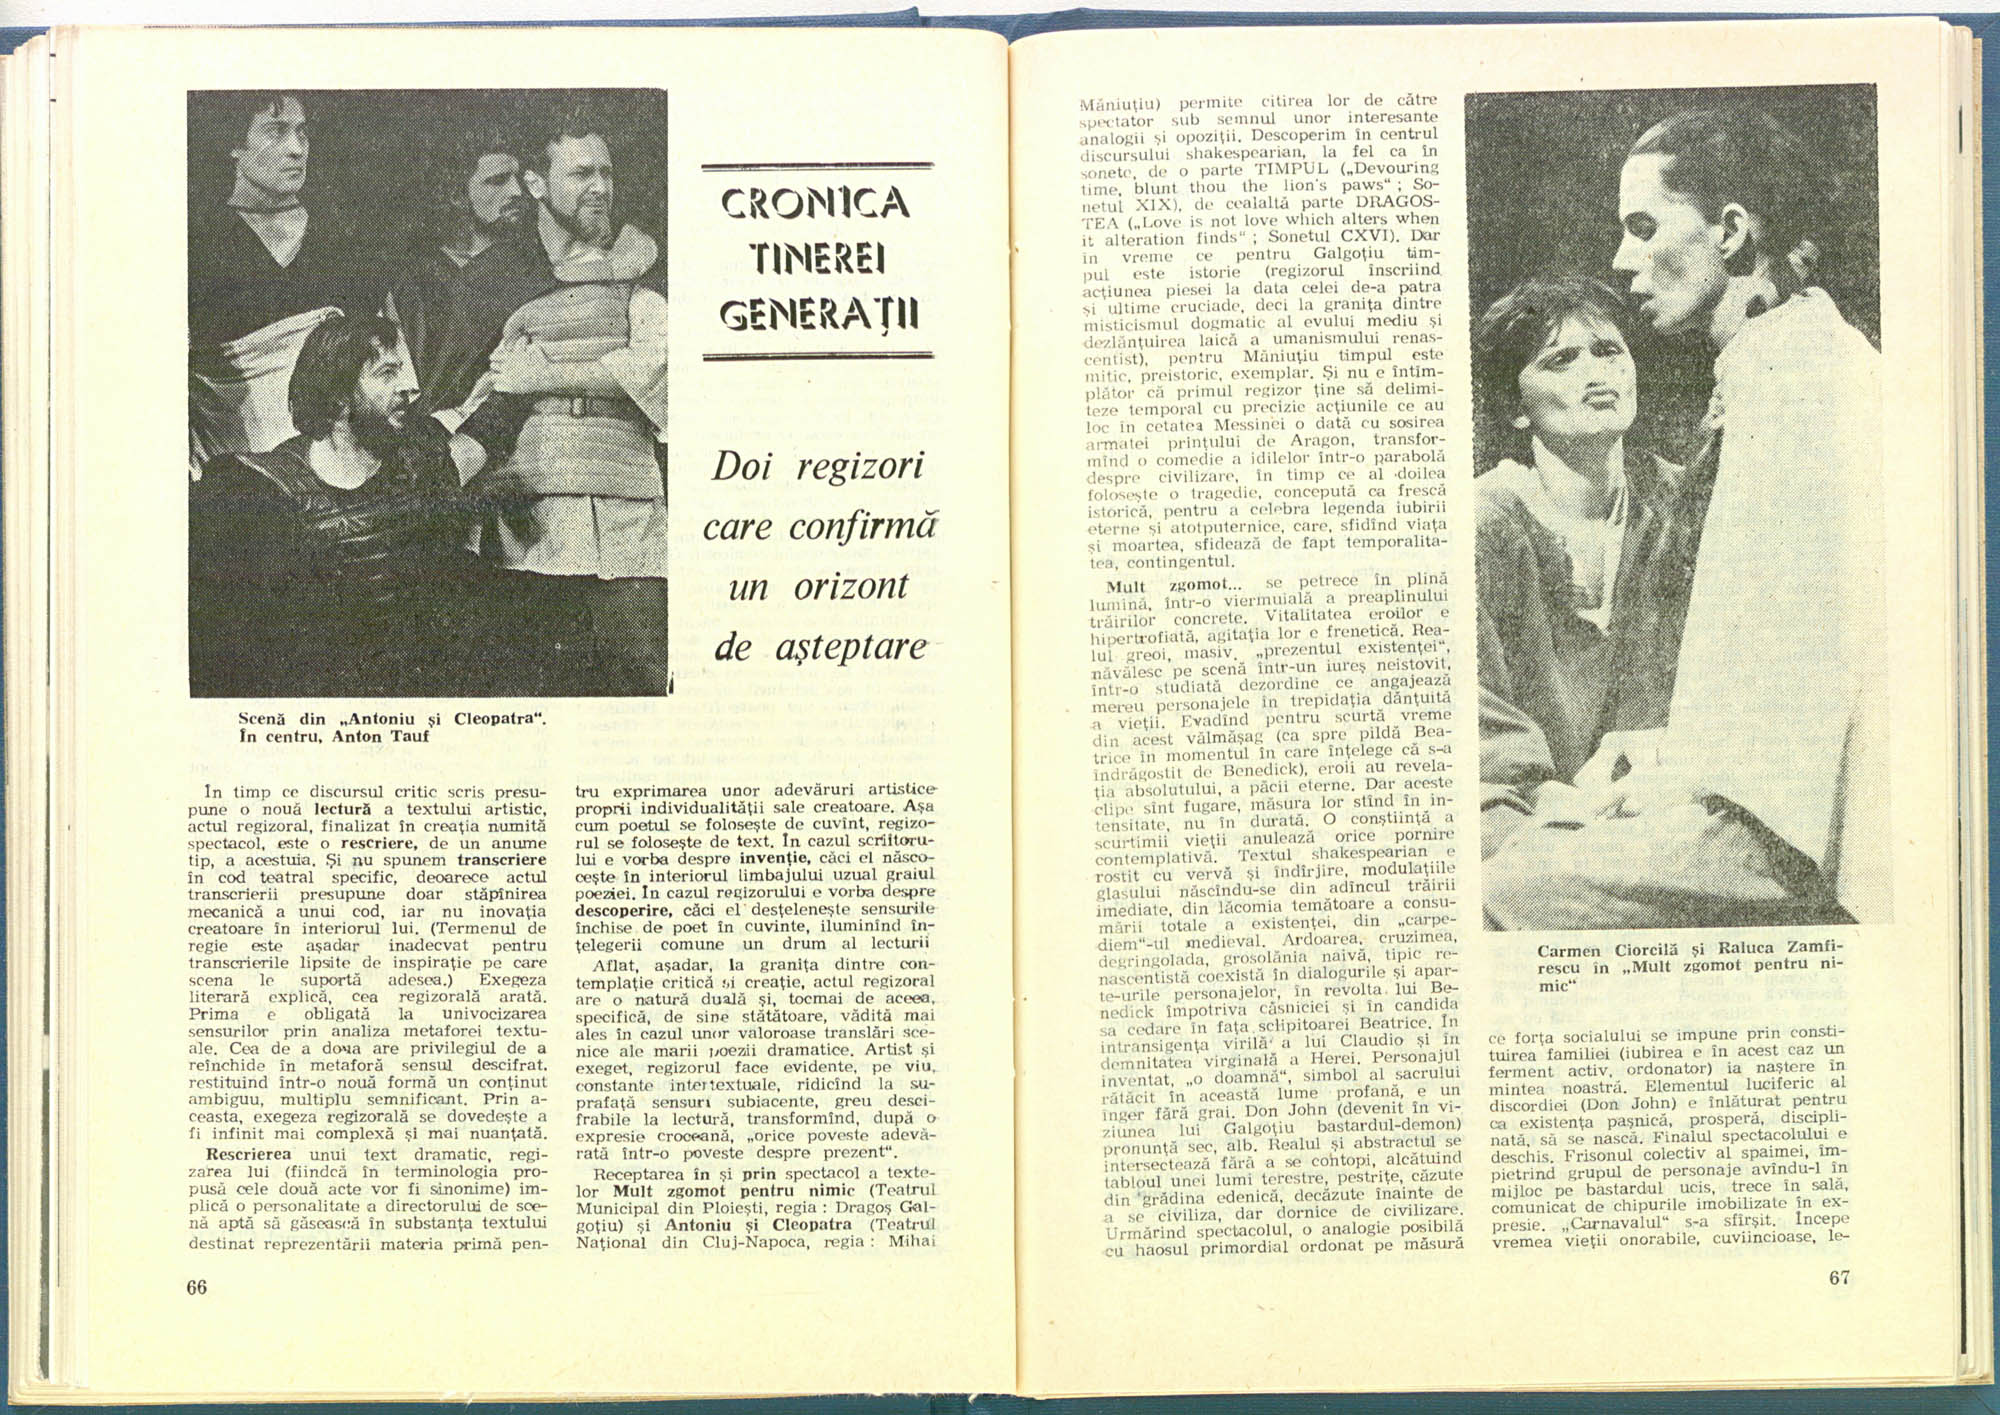 CRONICA
TINEREI
GENERAȚII
Doi regizori
care confirmă
un orizont
de așteptare
Scenă din „Antoniu și Cleopatra“.
În centru, Anton Tauf
In timp ce discursul critic scris presu-
pune o nouă lectură a textului artistic,
actul regizoral, finalizat în creația numită
spectacol, este o rescriere, de un anume
tip, a acestuia. Și nu spunem transcriere
în cod teatral specific, deoarece actul
transcrierii presupune doar stăpînirea
mecanică a unui cod, iar nu inovația
creatoare în interiorul lui. (Termenul de
regie este așadar inadecvat pentru
transcrierile lipsite de inspirație pe care
scena le suportă adesea.) Exegeza
literară explică, cea regizorală arată.
Prima e obligată la univocizarea
sensurilor prin analiza metaforei textu-
ale. Cea de a doua are privilegiul de a
reînchide în metaforă sensul descifrat,
restituind într-o nouă formă un conținut
ambiguu, multiplu semnificant. Prin a-
ceasta, exegeza regizorală se dovedește a
fi infinit mai complexă și mai nuanțată.
Rescrierea unui text dramatic, regi-
zarea lui (fiindcă în terminologia pro-
pusă cele două acte vor fi sinonime) im-
plică o personalitate a directorului de sce-
nă aptă să găsească în substanța textului
destinat reprezentării materia primă pen-
tru exprimarea unor adevăruri artistice
proprii individualității sale creatoare. Așa
cum poetul se folosește de cuvînt, regizo-
rul se folosește de text. În cazul scriitoru-
lui e vorba despre invenție, căci el născo-
cește în interiorul limbajului uzual graiul
poeziei. În cazul regizorului e vorba despre
descoperire, căci el desțelenește sensurile
închise de poet în cuvinte, iluminînd în-
țelegerii comune un drum al lecturii
Aflat, așadar, la granița dintre con-
templație critică și creație, actul regizoral
are o natură duală și, tocmai de aceea,
specifică, de sine stătătoare, vădită mai
ales în cazul unor valoroase translări sce-
nice ale marii poezii dramatice. Artist și
exeget, regizorul face evidente, pe viu,
constante intertextuale, ridicînd la su-
prafață sensuri subiacente, greu desci-
frabile la lectură, transformînd, după o
expresie croceană, „orice poveste adevă-
rată într-o poveste despre prezent“.
Receptarea în și prin spectacol a texte-
lor Mult zgomot pentru nimic (Teatrul
Municipal din Ploiești, regia : Dragoș Gal-
goțiu) și Antoniu și Cleopatra (Teatrul
Național din Cluj-Napoca, regia : Mihai
66
Măniuțiu) permite citirea lor de către
spectator sub semnul unor interesante
analogii și opoziții. Descoperim în centrul
discursului shakespearian, la fel ca în
sonete, de o parte TIMPUL („Devouring
time, blunt thou the lion's paws“ ; So-
netul XIX), de cealaltă parte DRAGOS-
TEA („Love is not love which alters when
it alteration finds“ ; Sonetul CXVI). Dar
in vreme ce pentru Galgoțiu tim-
pul este istorie (regizorul înscriind
acțiunea piesei la data celei de-a patra
și ultime cruciade, deci la granița dintre
misticismul dogmatic al evului mediu și
dezlănțuirea laică a umanismului renas-
centist), pentru Măniuțiu timpul este
mitic, preistoric, exemplar. Și nu e întîm-
plător că primul regizor ține să delimi-
teze temporal cu precizie acțiunile ce au
loc în cetatea Messinei o dată cu sosirea
armatei prințului de Aragon, transfor-
mînd o comedie a idilelor într-o parabolă
despre civilizare, în timp ce al doilea
folosește o tragedie, concepută ca frescă
istorică, pentru a celebra legenda iubirii
eterne și atotputernice, care, sfidînd viața
și moartea, sfidează de fapt temporalita-
tea, contingentul.
Mult zgomot... se petrece în plină
lumină, într-o viermuială a preaplinului
trăirilor concrete. Vitalitatea eroilor e
hipertrofiată, agitația lor e frenetică. Rea-
lul greoi, masiv, „prezentul existenței“,
năvălesc pe scenă într-un iureș neistovit,
într-o studiată dezordine ce angajează
mereu personajele în trepidația dănțuită
a vieții. Evadînd pentru scurtă vreme
din acest vălmășag (ca spre pildă Bea-
trice în momentul în care înțelege că s-a
îndrăgostit de Benedick), eroii au revela-
ția absolutului, a păcii eterne. Dar aceste
clipe sînt fugare, măsura lor stînd în in-
tensitate, nu în durată. O conștiință a
scurtimii vieții anulează orice pornire
contemplativă. Textul shakespearian e
rostit cu vervă și îndîrjire, modulațiile
glasului născîndu-se din adîncul trăirii
imediate, din lăcomia temătoare a consu-
mării totale a existenței, din „carpe-
diem“-ul medieval. Ardoarea, cruzimea,
degringolada, grosolănia naivă, tipic re-
nascentistă coexistă în dialogurile și apar-
te-urile personajelor, în revolta lui Be-
nedick împotriva căsniciei și în candida
sa cedare în fața sclipitoarei Beatrice. În
intransigența virilă a lui Claudio și în
demnitatea virginală a Herei. Personajul
inventat, „o doamnă“, simbol al sacrului
rătăcit în această lume profană, e un
înger fără grai. Don John (devenit în vi-
ziunea lui Galgoțiu bastardul-demon)
pronunță sec, alb. Realul și abstractul se
intersectează fără a se contopi, alcătuind
tabloul unei lumi terestre, pestrițe, căzute
din grădina edenică, decăzute înainte de
a se civiliza, dar dornice de civilizare.
Urmărind spectacolul, o analogie posibilă
cu haosul primordial ordonat pe măsură
Carmen Ciorcilă și Raluca Zamfi-
rescu în „Mult zgomot pentru ni-
mic“
ce forța socialului se impune prin consti-
tuirea familiei (iubirea e în acest caz un
ferment activ, ordonator) ia naștere în
mintea noastră. Elementul luciferic al
discordiei (Don John) e înlăturat pentru
ca existența pașnică, prosperă, discipli-
nată, să se nască. Finalul spectacolului e
deschis. Frisonul colectiv al spaimei, îm-
pietrind grupul de personaje avîndu-l în
mijloc pe bastardul ucis, trece în sală,
comunicat de chipurile imobilizate în ex-
presie. „Carnavalul“ s-a sfîrșit. Începe
vremea vieții onorabile, cuviincioase, le-
67